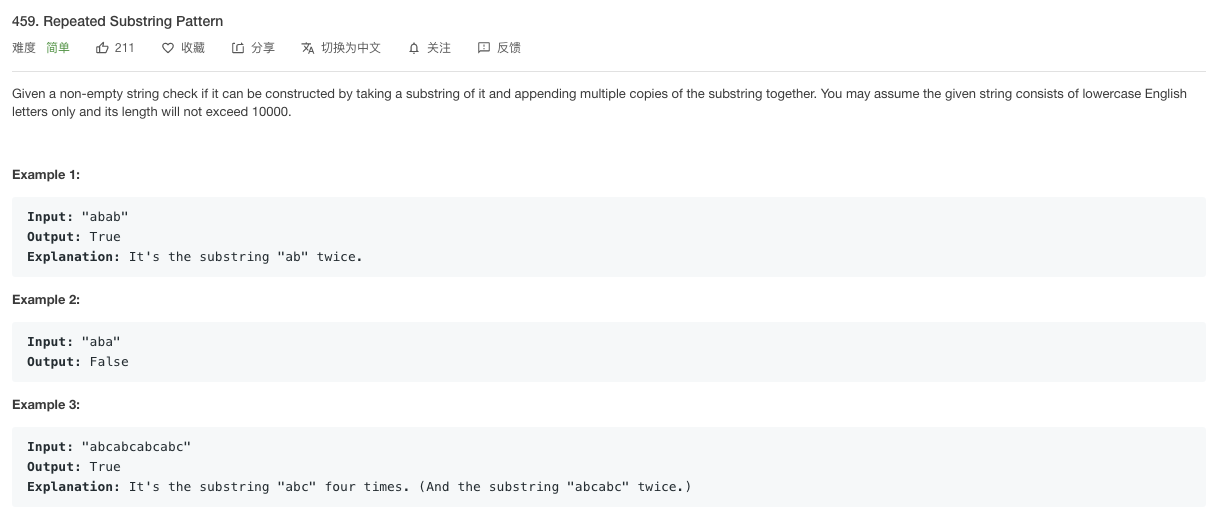 459. Repeated Substring Pattern
难度 简单 211 收藏 分享 切换为中文 关注 反馈
Given a non-empty string check if it can be constructed by taking a substring of it and appending multiple copies of the substring together. You may assume the given string consists of lowercase English
letters only and its length will not exceed 10000.
Example 1:
Input: "abab"
Output: True
Explanation: It's the substring "ab" twice.
Example 2:
Input: "aba"
Output: False
Example 3:
Input: "abcabcabcabc"
Output: True
Explanation: It's the substring "abc" four times. (And the substring "abcabc" twice.)